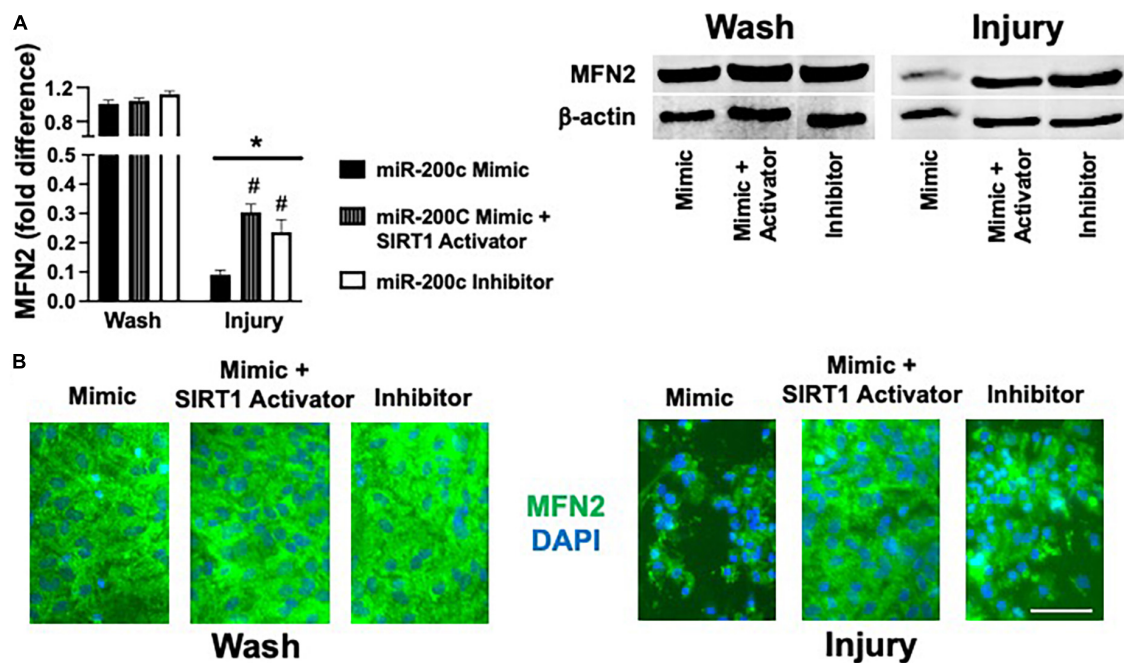 A
MFN2 (fold difference)
1.2
0.8
0.5
0.4
0.3
0.2
0.1
0.0
*
# #
Wash Injury
miR-200c Mimic
miR-200C Mimic +
SIRT1 Activator
miR-200c Inhibitor
Wash Injury
MFN2
β-actin
Mimic
Mimic +
Activator
Inhibitor
Mimic
Mimic +
Activator
Inhibitor
B
Mimic
Mimic +
SIRT1 Activator
Inhibitor
Wash
MFN2
DAPI
Mimic
Mimic +
SIRT1 Activator
Inhibitor
Injury